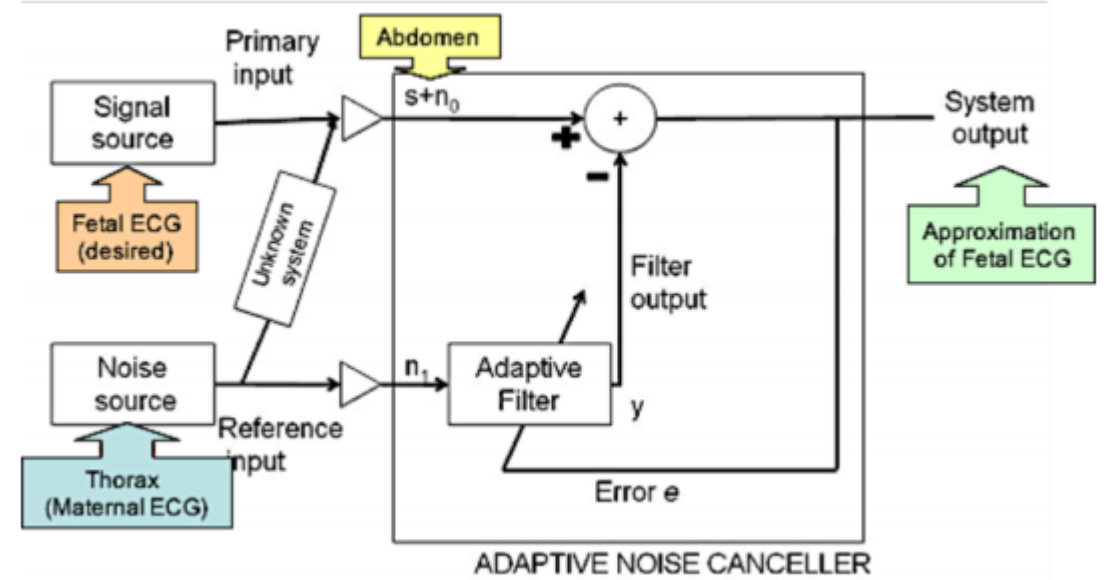 Primary
input
Abdomen
Signal
source
s+n0
+
+
System
output
–
Fetal ECG
(desired)
Unknown
system
Approximation
of Fetal ECG
Filter
output
Noise
source
n1
Adaptive
Filter
y
Reference
input
Thorax
(Maternal ECG)
Error e
ADAPTIVE NOISE CANCELLER